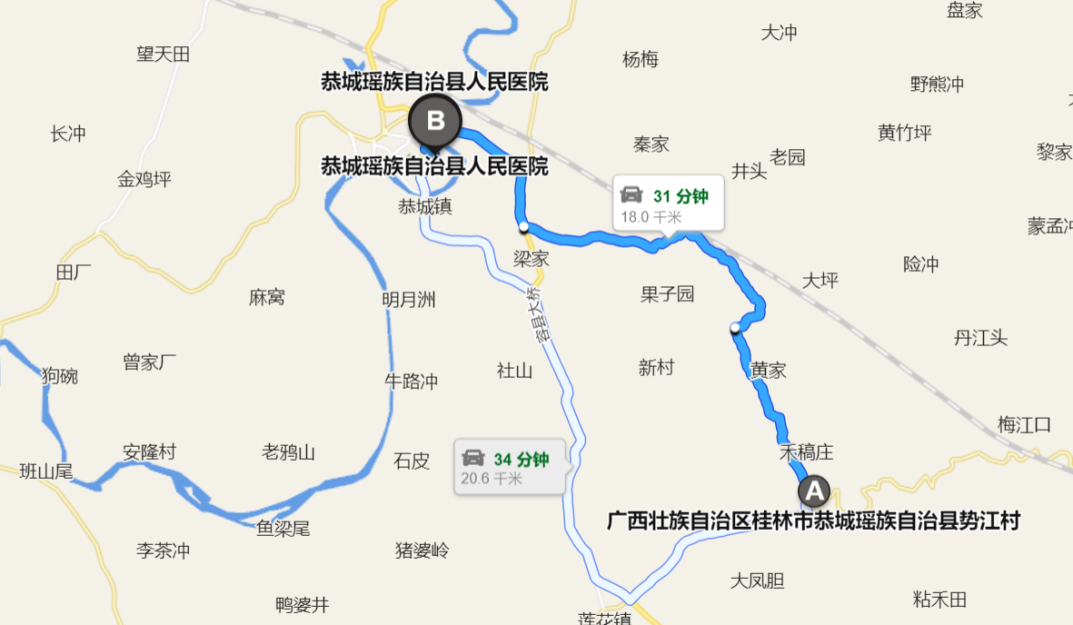 盘家
大冲
望天田
杨梅
恭城瑶族自治县人民医院
野熊冲
B
长冲
黄竹坪
秦家
老园
黎家
恭城瑶族自治县人民医院
井头
金鸡坪
31 分钟
18.0 千米
恭城镇
蒙孟冲
梁家
险冲
田厂
大坪
麻窝
明月洲
果子园
容县大桥
丹江头
曾家厂
新村
社山
黄家
狗碗
牛路冲
梅江口
安隆村
老鸦山
禾稿庄
石皮
34 分钟
20.6 千米
班山尾
A
广西壮族自治区桂林市恭城瑶族自治县势江村
鱼梁尾
李茶冲
猪婆岭
大凤胆
粘禾田
鸭婆井
莲花镇